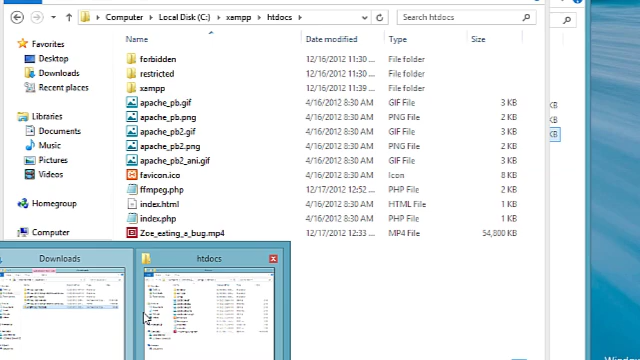 Computer ▸ Local Disk (C:) ▸ xampp ▸ htdocs ▸
Search htdocs
Favorites
Desktop
Downloads
Recent places
Libraries
Documents
Music
Pictures
Videos
Homegroup
Computer
Name Date modified Type Size
forbidden 12/16/2012 11:30 ... File folder
restricted 12/16/2012 11:30 ... File folder
xampp 12/16/2012 11:39 ... File folder
apache_pb.gif 4/16/2012 8:30 AM GIF File 3 KB
apache_pb.png 4/16/2012 8:30 AM PNG File 2 KB
apache_pb2.gif 4/16/2012 8:30 AM GIF File 3 KB
apache_pb2.png 4/16/2012 8:30 AM PNG File 2 KB
apache_pb2_ani.gif 4/16/2012 8:30 AM GIF File 3 KB
favicon.ico 4/16/2012 8:30 AM Icon 8 KB
ffmpeg.php 12/17/2012 12:52 ... PHP File 2 KB
index.html 4/16/2012 8:30 AM HTML File 1 KB
index.php 4/16/2012 8:30 AM PHP File 1 KB
Zoe_eating_a_bug.mp4 12/17/2012 12:33 ... MP4 File 54,800 KB
KB
KB
KB
Downloads
htdocs